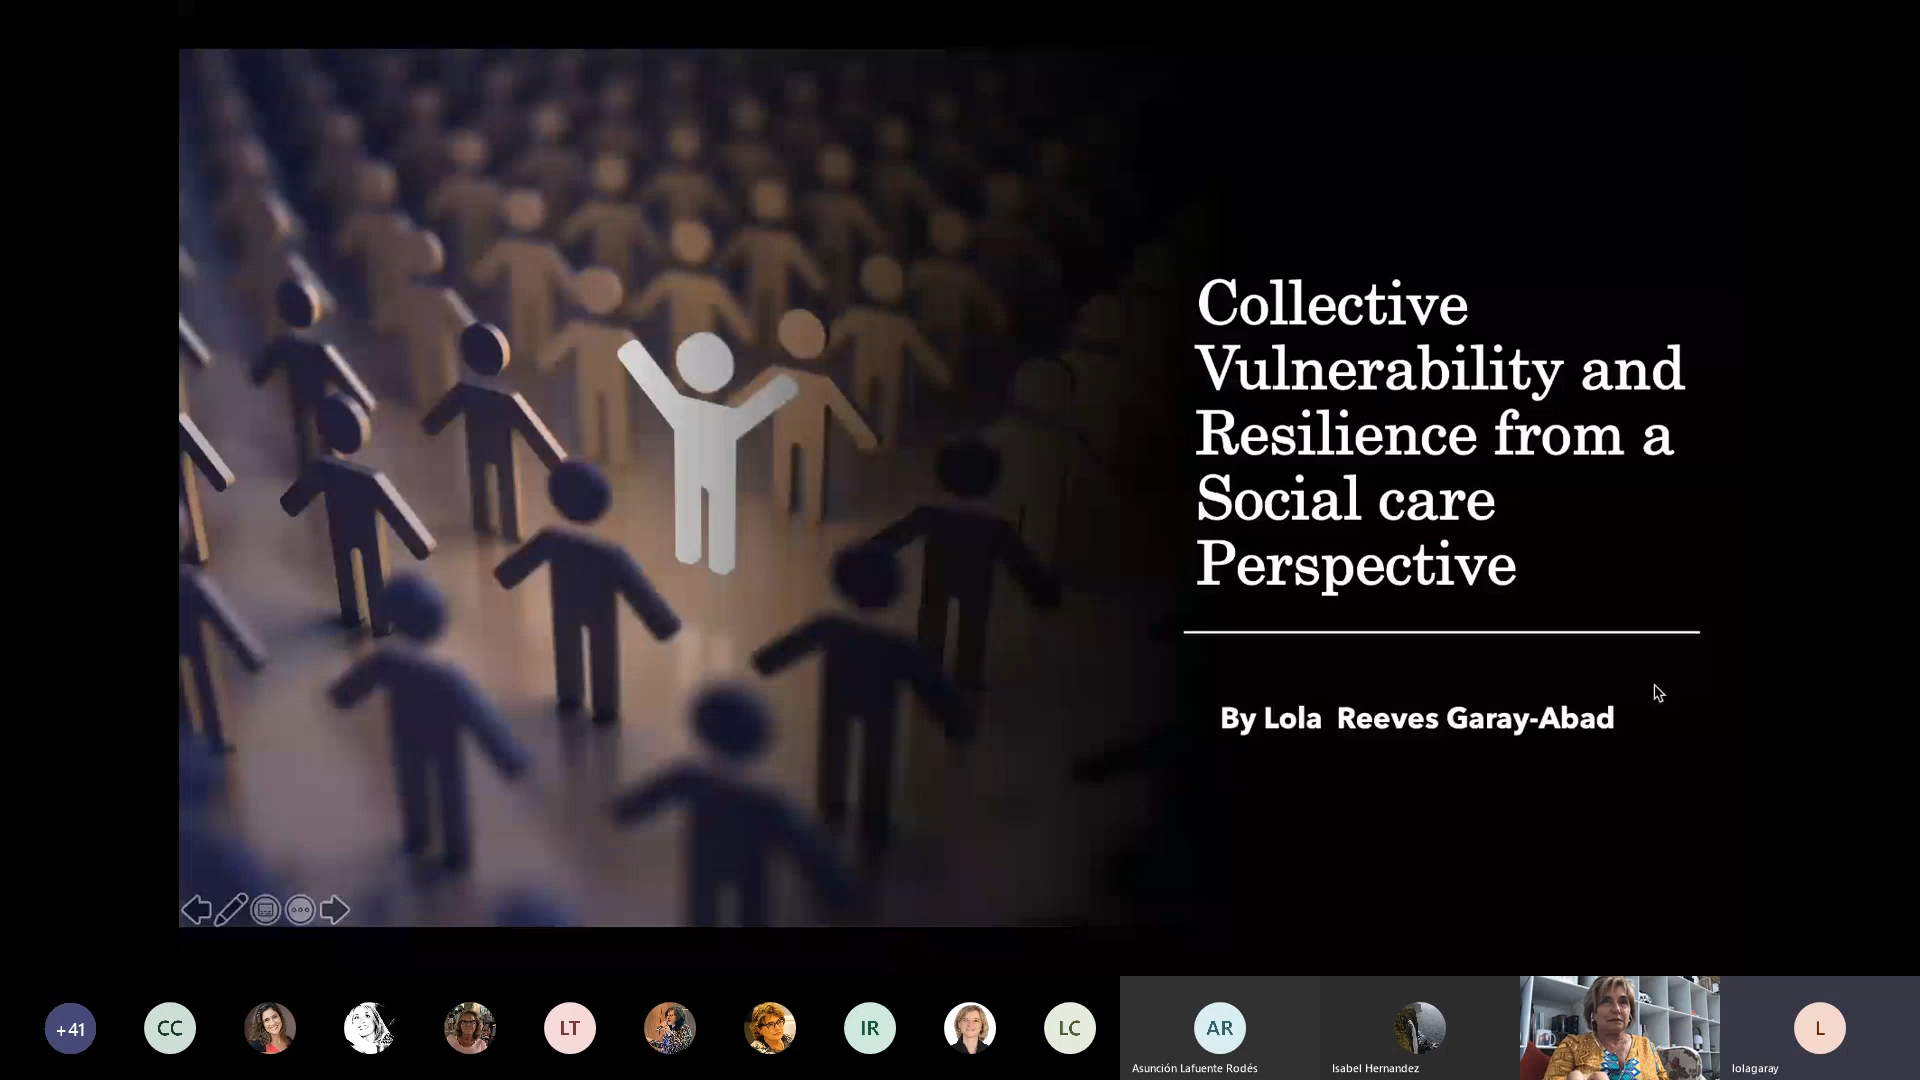 Collective
Vulnerability and
Resilience from a
Social care
Perspective
By Lola Reeves Garay-Abad
+41
CC
LT
IR
LC
AR
L
Asunción Lafuente Rodés
Isabel Hernandez
lolagaray